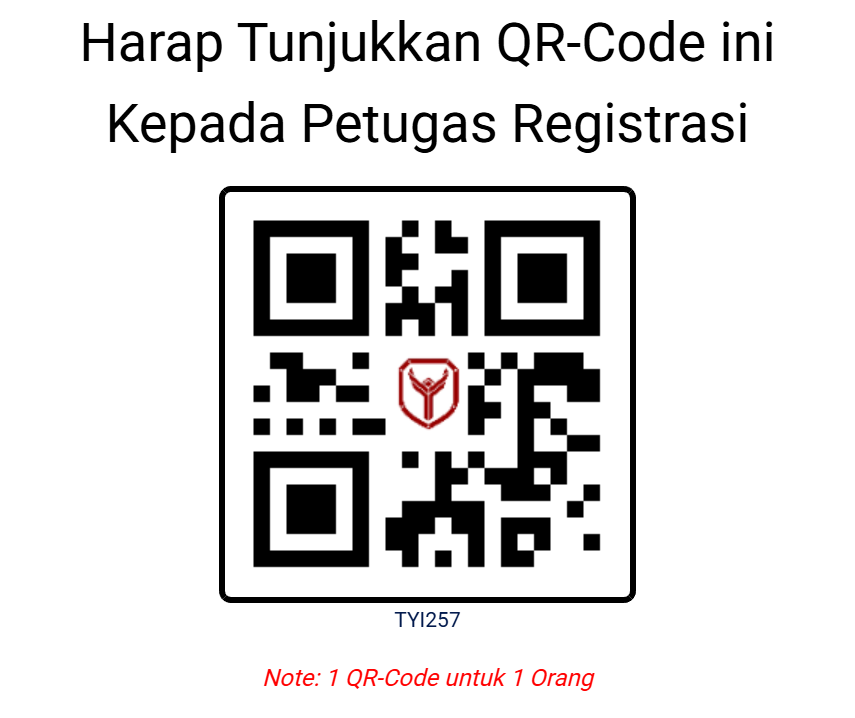 Harap Tunjukkan QR-Code ini
Kepada Petugas Registrasi
TYI257
Note: 1 QR-Code untuk 1 Orang